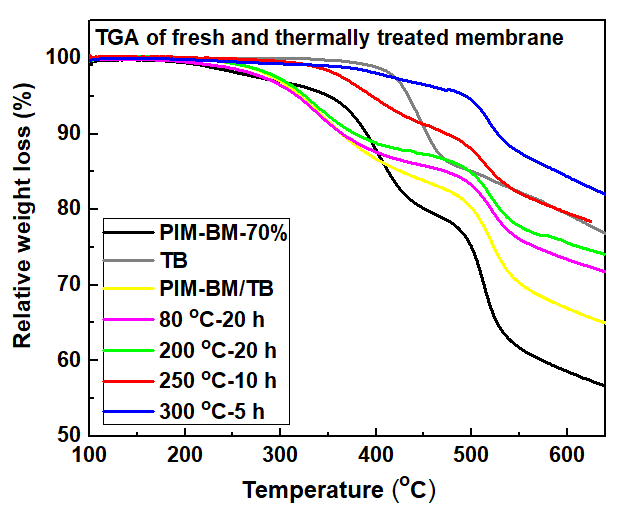 TGA of fresh and thermally treated membrane
100
90
80
70
60
50
Relative weight loss (%)
PIM-BM-70%
TB
PIM-BM/TB
80 °C-20 h
200 °C-20 h
250 °C-10 h
300 °C-5 h
100 200 300 400 500 600
Temperature (°C)